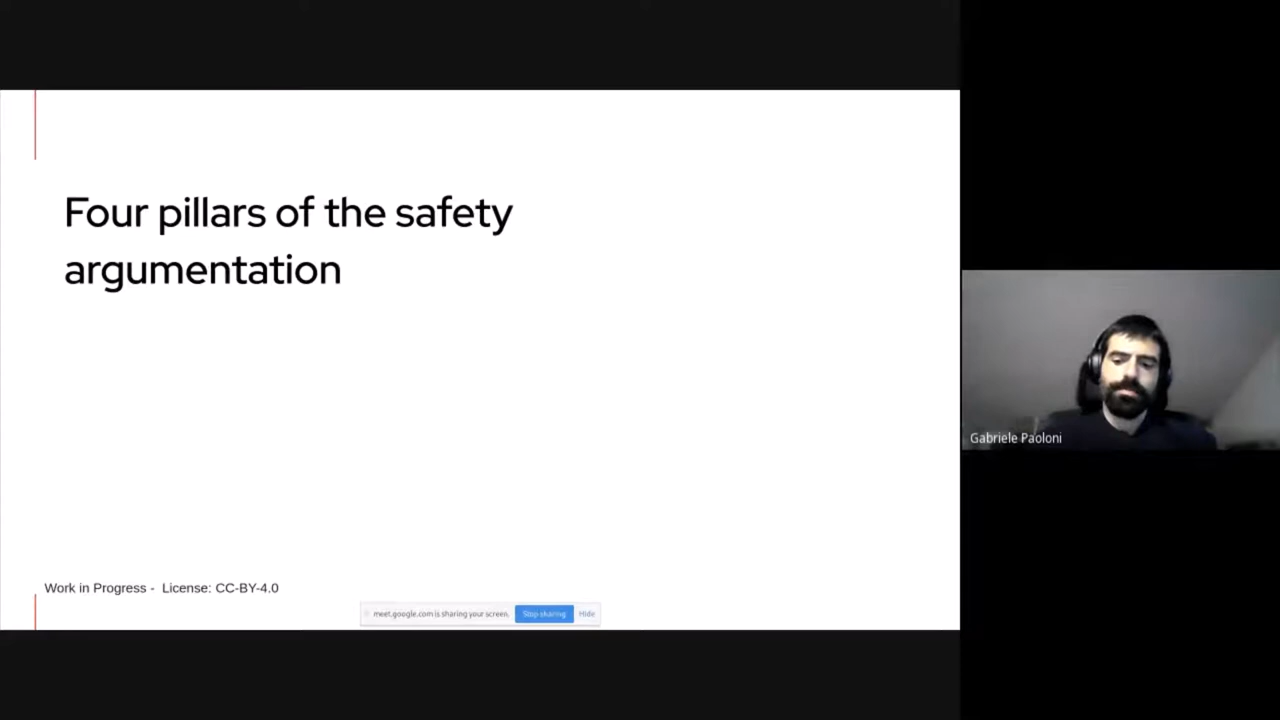 Four pillars of the safety
argumentation
Work in Progress - License: CC-BY-4.0
meet.google.com is sharing your screen.
Stop sharing
Hide
Gabriele Paoloni